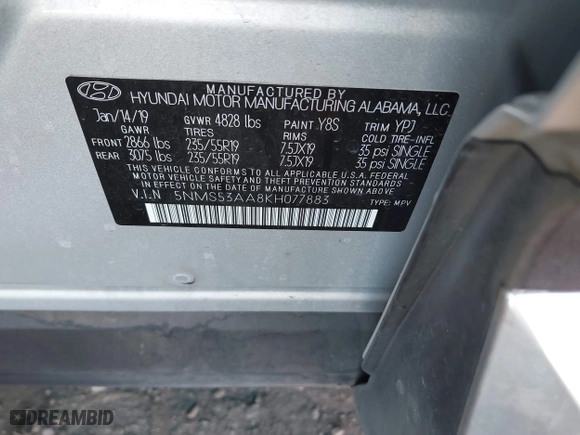 MANUFACTURED BY
HYUNDAI MOTOR MANUFACTURING ALABAMA, LLC.
Jan/14/19 GVWR 4828 lbs PAINT Y8S TRIM YPJ
GAWR TIRES RIMS COLD TIRE-INFL
FRONT 2866 lbs 235/55R19 7.5JX19 35 psi SINGLE
REAR 3075 lbs 235/55R19 7.5JX19 35 psi SINGLE
THIS VEHICLE CONFORMS TO ALL APPLICABLE U.S.A. FEDERAL
MOTOR VEHICLE SAFETY AND THEFT PREVENTION STANDARDS
IN EFFECT ON THE DATE OF MANUFACTURE SHOWN ABOVE.
V.I.N 5NMS53AA8KH077883
TYPE: MPV
DREAMBID